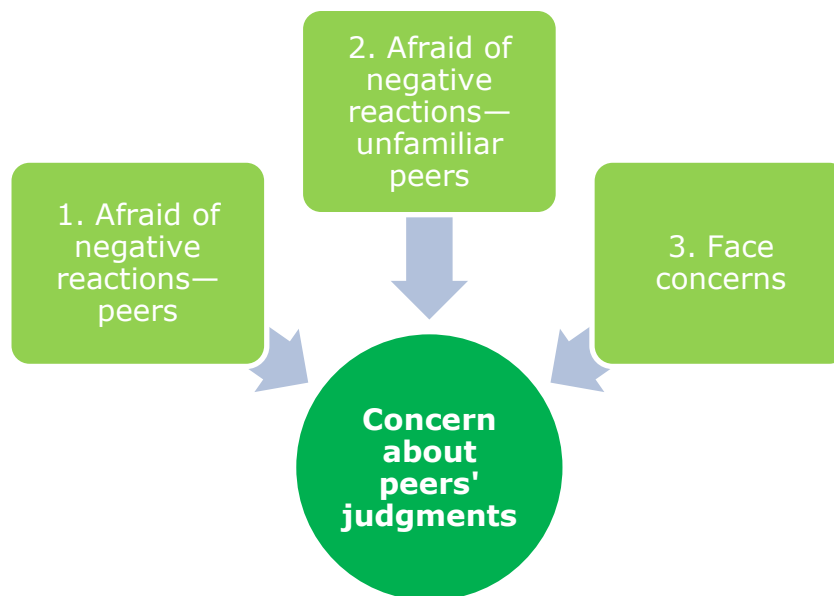 1. Afraid of
negative
reactions—
peers
2. Afraid of
negative
reactions—
unfamiliar
peers
3. Face
concerns
Concern
about
peers'
judgments